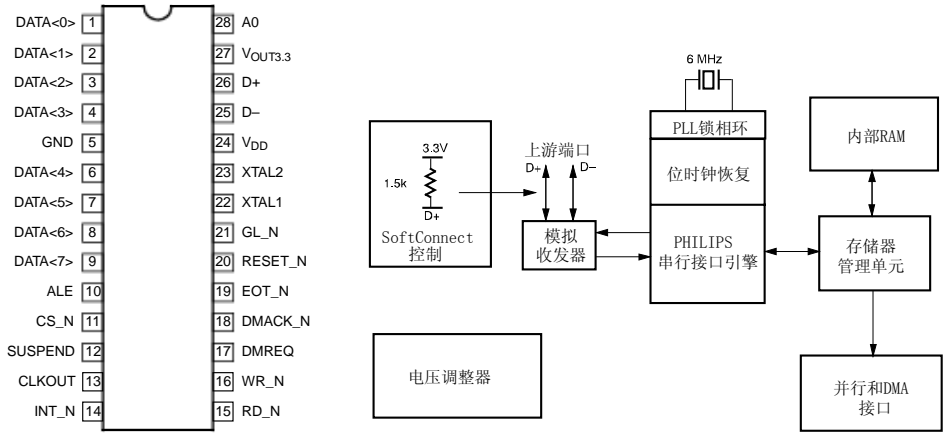 DATA<0> 1 28 A0
DATA<1> 2 27 VOUT3.3
DATA<2> 3 26 D+
DATA<3> 4 25 D–
GND 5 24 VDD
DATA<4> 6 23 XTAL2
DATA<5> 7 22 XTAL1
DATA<6> 8 21 GL_N
DATA<7> 9 20 RESET_N
ALE 10 19 EOT_N
CS_N 11 18 DMACK_N
SUSPEND 12 17 DMREQ
CLKOUT 13 16 WR_N
INT_N 14 15 RD_N
3.3V
1.5k
D+
SoftConnect
控制
上游端口
D+ D–
模拟
收发器
6 MHz
PLL锁相环
位时钟恢复
PHILIPS
串行接口引擎
内部RAM
存储器
管理单元
并行和DMA
接口
电压调整器